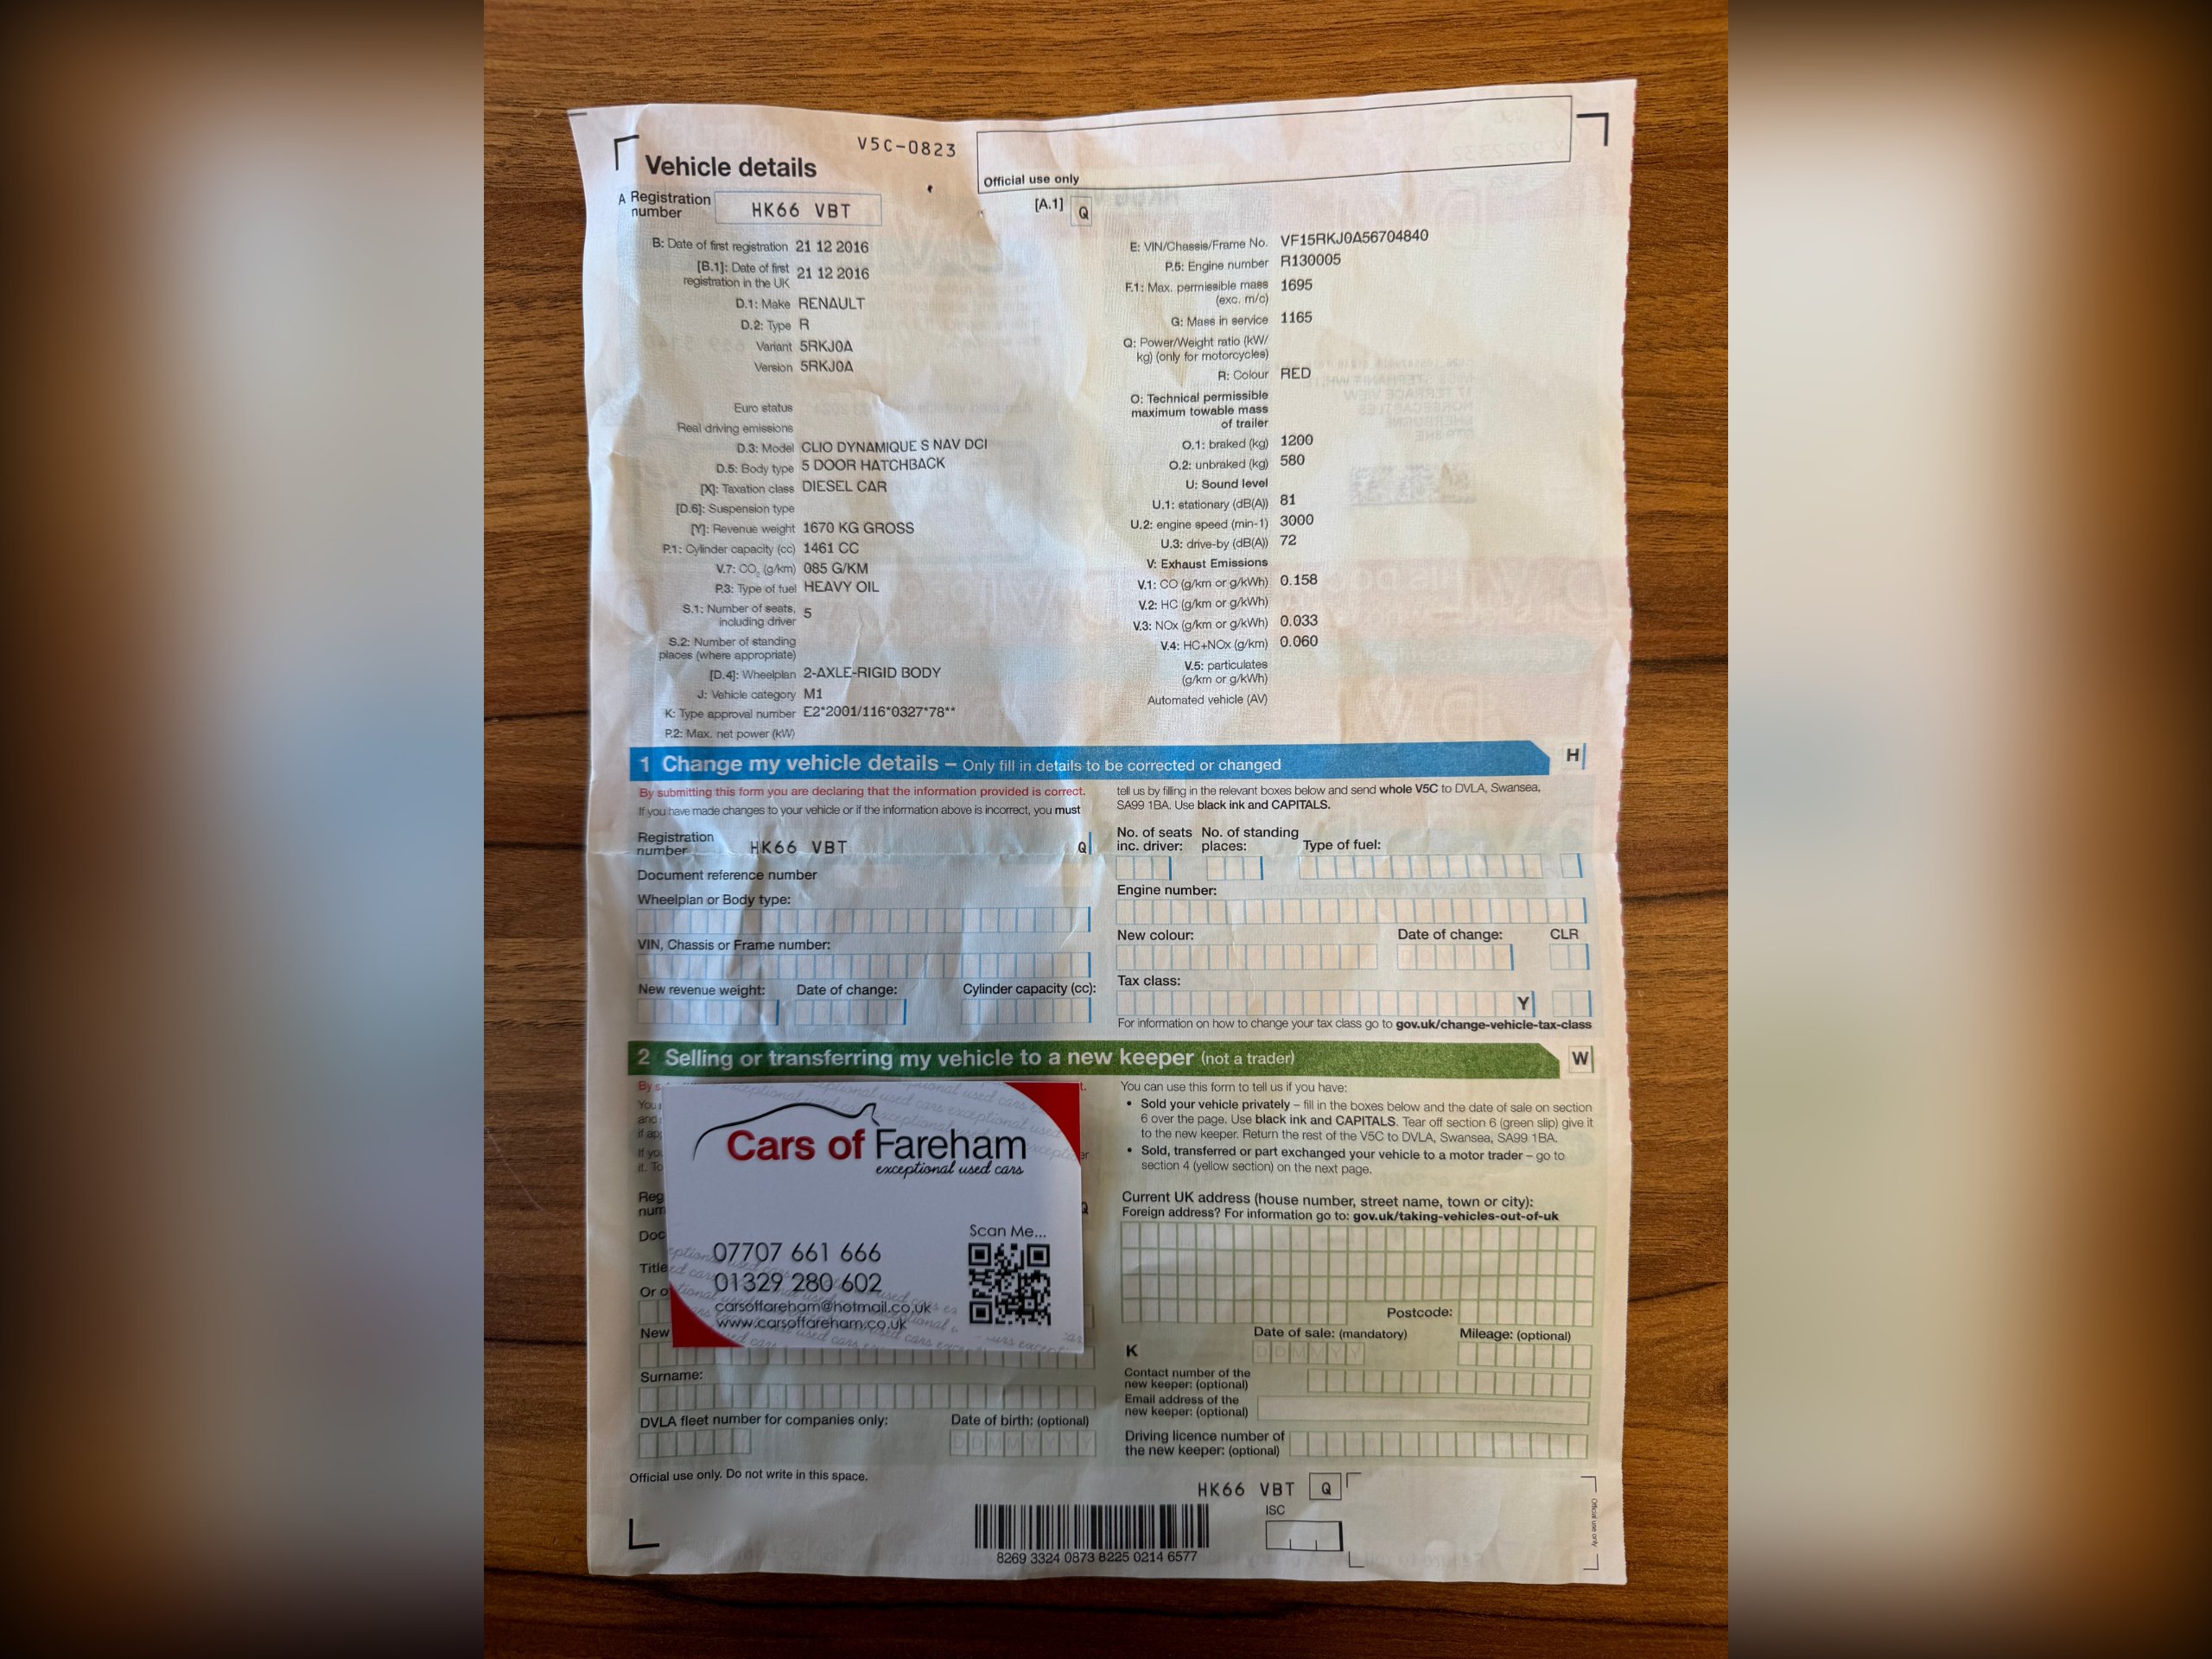 V5C-0823
Vehicle details
Official use only
A Registration number HK66 VBT
[A.1] Q
B: Date of first registration 21 12 2016
[B.1]: Date of first registration in the UK 21 12 2016
D.1: Make RENAULT
D.2: Type R
Variant 5RKJ0A
Version 5RKJ0A
Euro status
Real driving emissions
D.3: Model CLIO DYNAMIQUE S NAV DCI
D.5: Body type 5 DOOR HATCHBACK
[X]: Taxation class DIESEL CAR
[D.6]: Suspension type
[Y]: Revenue weight 1670 KG GROSS
P.1: Cylinder capacity (cc) 1461 CC
V.7: CO2 (g/km) 085 G/KM
P.3: Type of fuel HEAVY OIL
S.1: Number of seats, including driver 5
S.2: Number of standing places (where appropriate)
[D.4]: Wheelplan 2-AXLE-RIGID BODY
J: Vehicle category M1
K: Type approval number E2*2001/116*0327*78**
P.2: Max. net power (kW)
E: VIN/Chassis/Frame No. VF15RKJ0A56704840
P.5: Engine number R130005
F.1: Max. permissible mass (exc. m/c) 1695
G: Mass in service 1165
Q: Power/Weight ratio (kW/kg) (only for motorcycles)
R: Colour RED
O: Technical permissible maximum towable mass of trailer
O.1: braked (kg) 1200
O.2: unbraked (kg) 580
U: Sound level
U.1: stationary (dB(A)) 81
U.2: engine speed (min-1) 3000
U.3: drive-by (dB(A)) 72
V: Exhaust Emissions
V.1: CO (g/km or g/kWh) 0.158
V.2: HC (g/km or g/kWh)
V.3: NOx (g/km or g/kWh) 0.033
V.4: HC+NOx (g/km) 0.060
V.5: particulates (g/km or g/kWh)
Automated vehicle (AV)
1 Change my vehicle details – Only fill in details to be corrected or changed
H
By submitting this form you are declaring that the information provided is correct.
If you have made changes to your vehicle or if the information above is incorrect, you must
tell us by filling in the relevant boxes below and send whole V5C to DVLA, Swansea,
SA99 1BA. Use black ink and CAPITALS.
Registration number HK66 VBT Q
Document reference number
Wheelplan or Body type:
VIN, Chassis or Frame number:
New revenue weight: Date of change: Cylinder capacity (cc):
No. of seats inc. driver: No. of standing places: Type of fuel:
Engine number:
New colour: Date of change: CLR
Tax class:
Y
For information on how to change your tax class go to gov.uk/change-vehicle-tax-class
2 Selling or transferring my vehicle to a new keeper (not a trader)
W
Cars of Fareham
exceptional used cars
Scan Me...
07707 661 666
01329 280 602
carsoffareham@hotmail.co.uk
www.carsoffareham.co.uk
Title
New
Surname:
DVLA fleet number for companies only: Date of birth: (optional)
D D M M Y Y Y Y
You can use this form to tell us if you have:
• Sold your vehicle privately – fill in the boxes below and the date of sale on section
6 over the page. Use black ink and CAPITALS. Tear off section 6 (green slip) give it
to the new keeper. Return the rest of the V5C to DVLA, Swansea, SA99 1BA.
• Sold, transferred or part exchanged your vehicle to a motor trader – go to
section 4 (yellow section) on the next page.
Current UK address (house number, street name, town or city):
Foreign address? For information go to: gov.uk/taking-vehicles-out-of-uk
Postcode:
Date of sale: (mandatory) Mileage: (optional)
K D D M M Y Y
Contact number of the
new keeper: (optional)
Email address of the
new keeper: (optional)
Driving licence number of
the new keeper: (optional)
Official use only. Do not write in this space.
HK66 VBT Q
ISC
8269 3324 0873 8225 0214 6577
Official use only